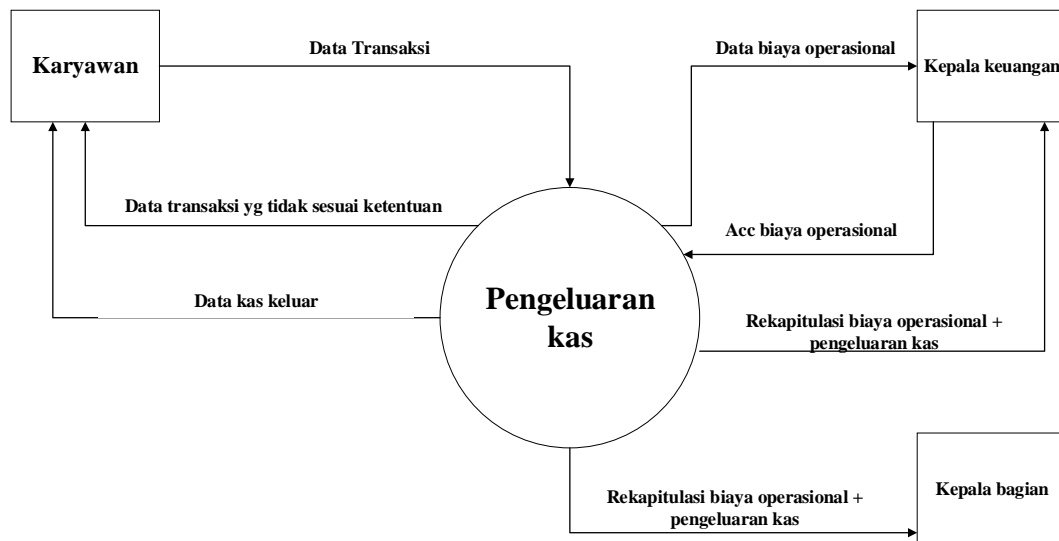 Data Transaksi
Data biaya operasional
Karyawan
Kepala keuangan
Data transaksi yg tidak sesuai ketentuan
Acc biaya operasional
Data kas keluar
Pengeluaran
kas
Rekapitulasi biaya operasional +
pengeluaran kas
Kepala bagian
Rekapitulasi biaya operasional +
pengeluaran kas